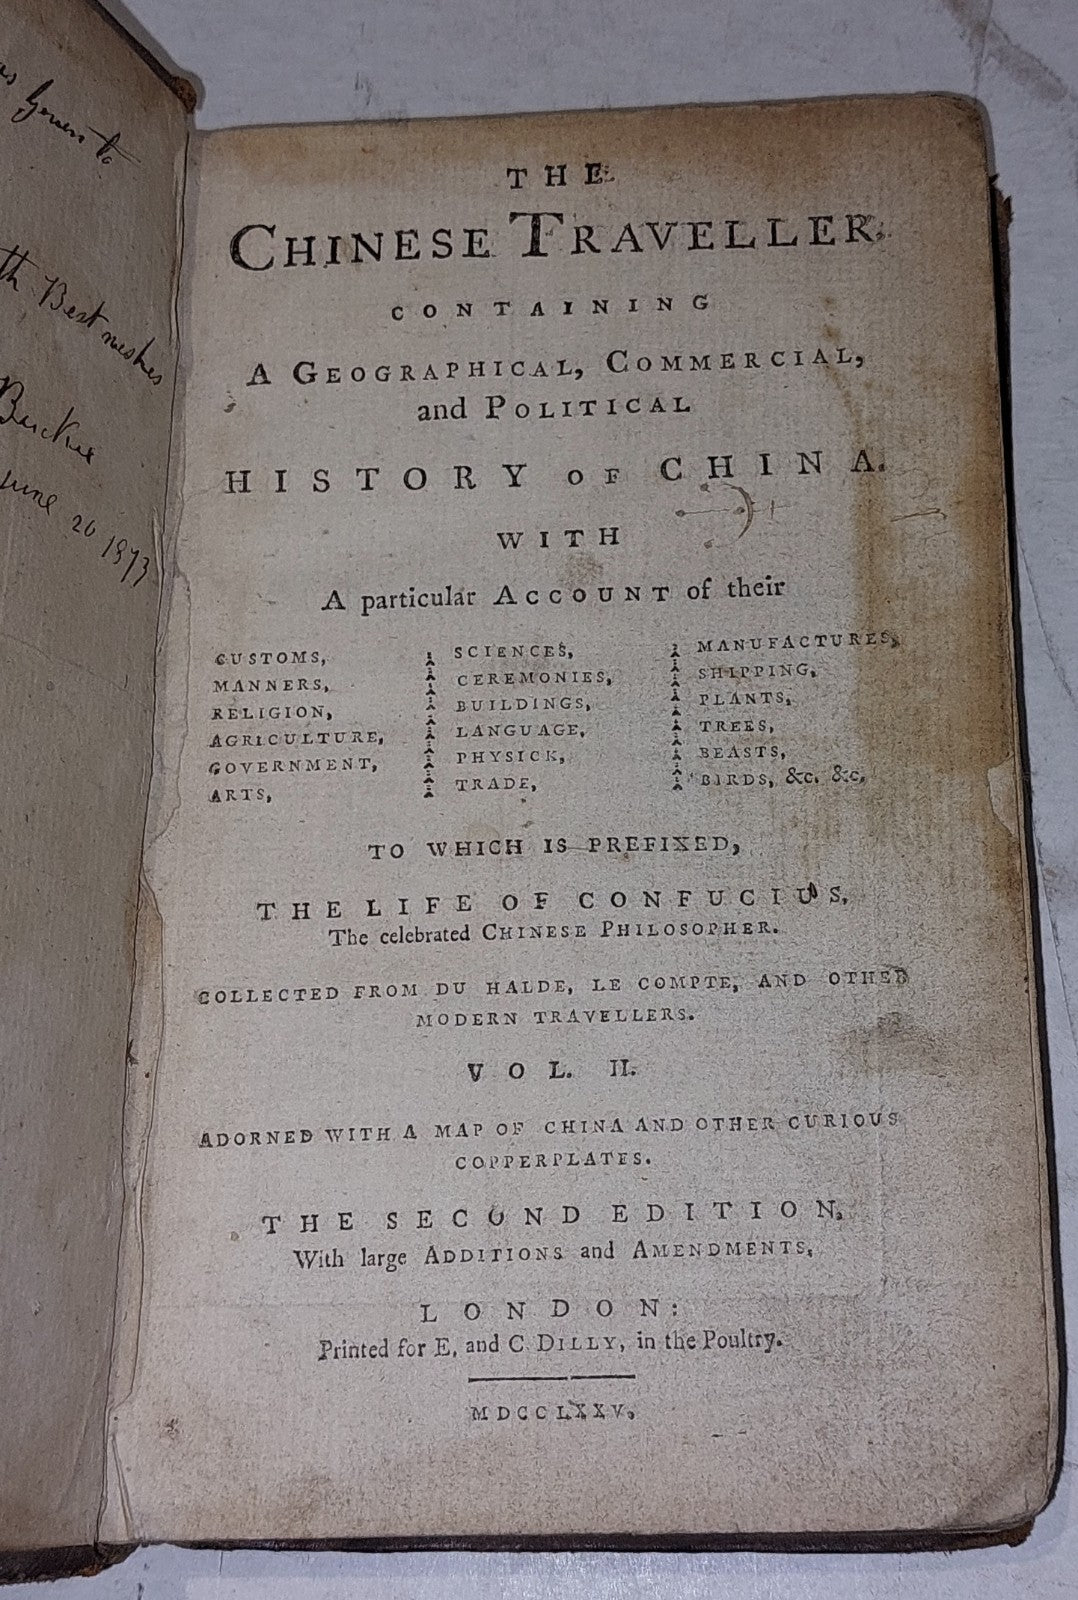 Given to
Best wishes
June 20 1873
THE
CHINESE TRAVELLER.
CONTAINING
A GEOGRAPHICAL, COMMERCIAL,
and POLITICAL
HISTORY OF CHINA.
WITH
A particular ACCOUNT of their
CUSTOMS,
MANNERS,
RELIGION,
AGRICULTURE,
GOVERNMENT,
ARTS,
SCIENCES,
CEREMONIES,
BUILDINGS,
LANGUAGE,
PHYSICK,
TRADE,
MANUFACTURES,
SHIPPING,
PLANTS,
TREES,
BEASTS,
BIRDS, &c. &c.
TO WHICH IS PREFIXED,
THE LIFE OF CONFUCIUS,
The celebrated CHINESE PHILOSOPHER.
COLLECTED FROM DU HALDE, LE COMPTE, AND OTHER
MODERN TRAVELLERS.
VOL. II.
ADORNED WITH A MAP OF CHINA AND OTHER CURIOUS
COPPERPLATES.
THE SECOND EDITION,
With large ADDITIONS and AMENDMENTS,
LONDON:
Printed for E. and C. DILLY, in the Poultry.
MDCCLXXV.